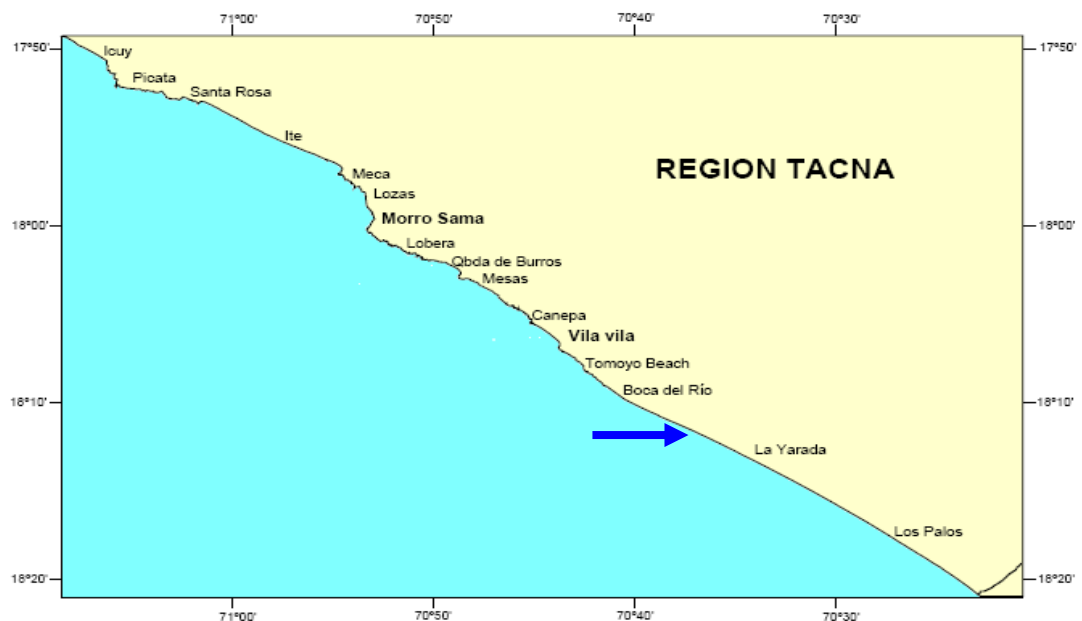 71°00'
70°50'
70°40'
70°30'
17°50'
17°50'
Icuy
Picata
Santa Rosa
Ite
REGION TACNA
Meca
Lozas
Morro Sama
18°00'
18°00'
Lobera
Qbda de Burros
Mesas
Canepa
Vila vila
Tomoyo Beach
Boca del Río
18°10'
18°10'
La Yarada
Los Palos
18°20'
18°20'
71°00'
70°50'
70°40'
70°30'